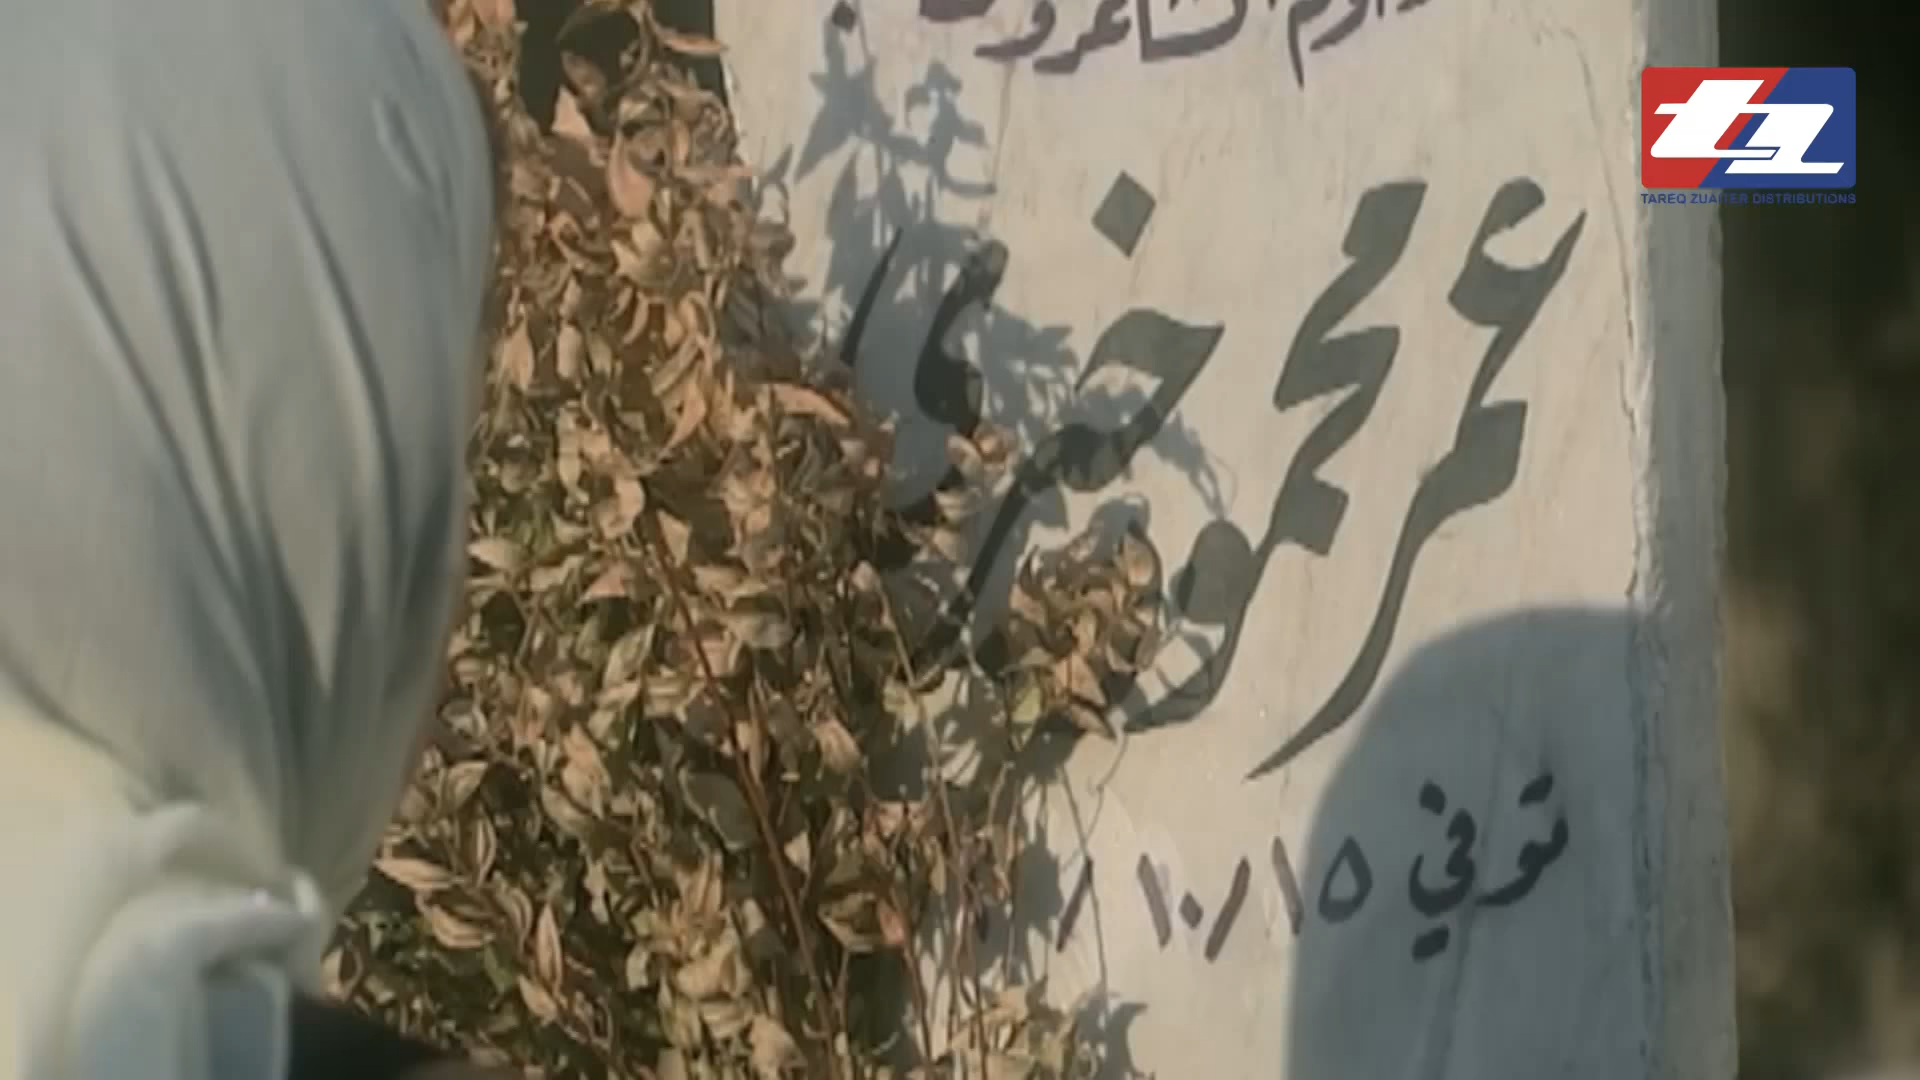 TAREQ ZUAITER DISTRIBUTIONS
عمر محمود خيري
توفي ١٥/١٠/